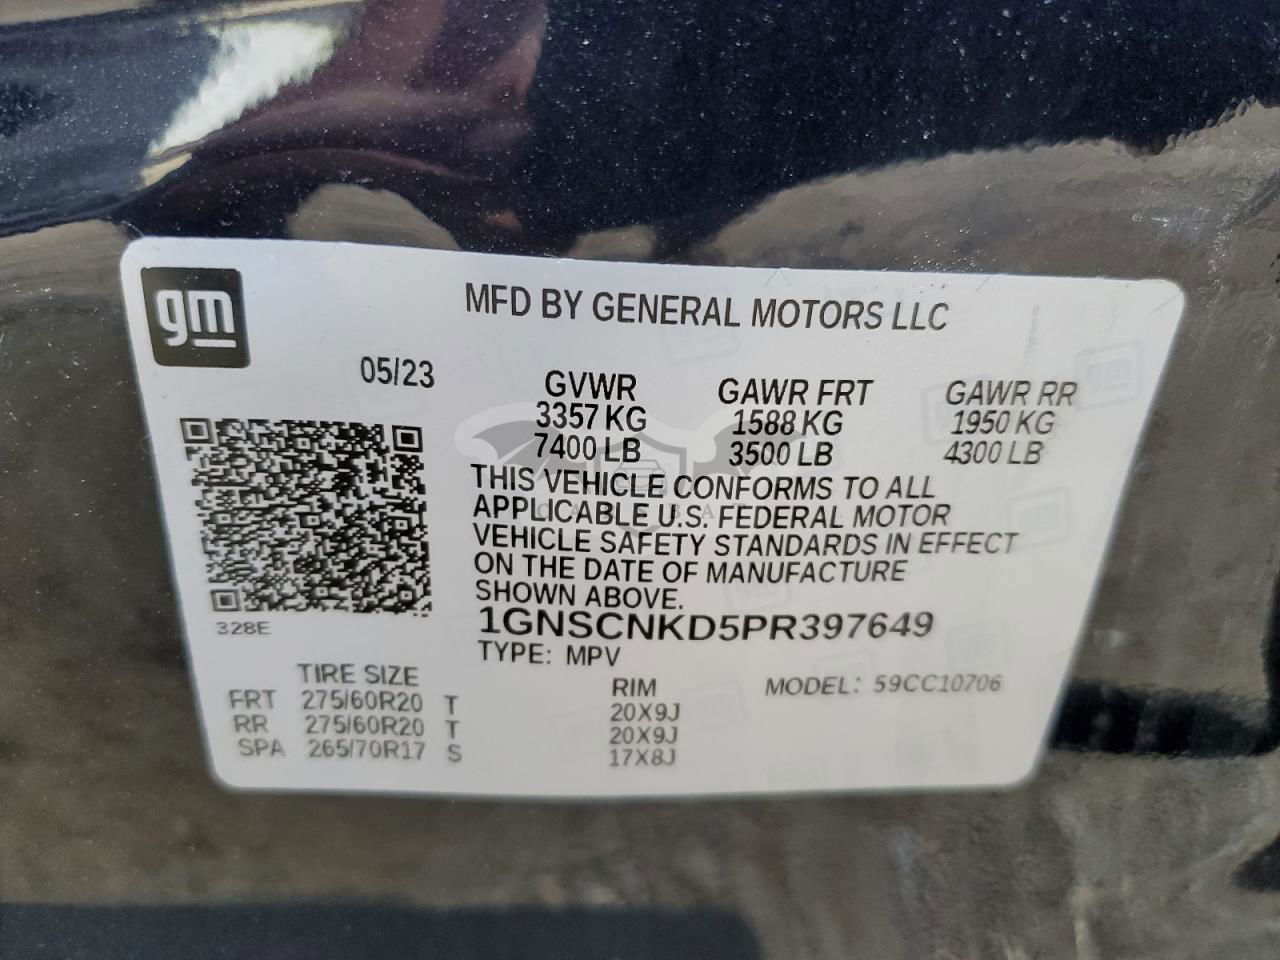 gm
MFD BY GENERAL MOTORS LLC
05/23
GVWR GAWR FRT GAWR RR
3357 KG 1588 KG 1950 KG
7400 LB 3500 LB 4300 LB
THIS VEHICLE CONFORMS TO ALL
APPLICABLE U.S. FEDERAL MOTOR
VEHICLE SAFETY STANDARDS IN EFFECT
ON THE DATE OF MANUFACTURE
SHOWN ABOVE.
1GNSCNKD5PR397649
TYPE: MPV
328E
TIRE SIZE RIM MODEL: 59CC10706
FRT 275/60R20 T 20X9J
RR 275/60R20 T 20X9J
SPA 265/70R17 S 17X8J